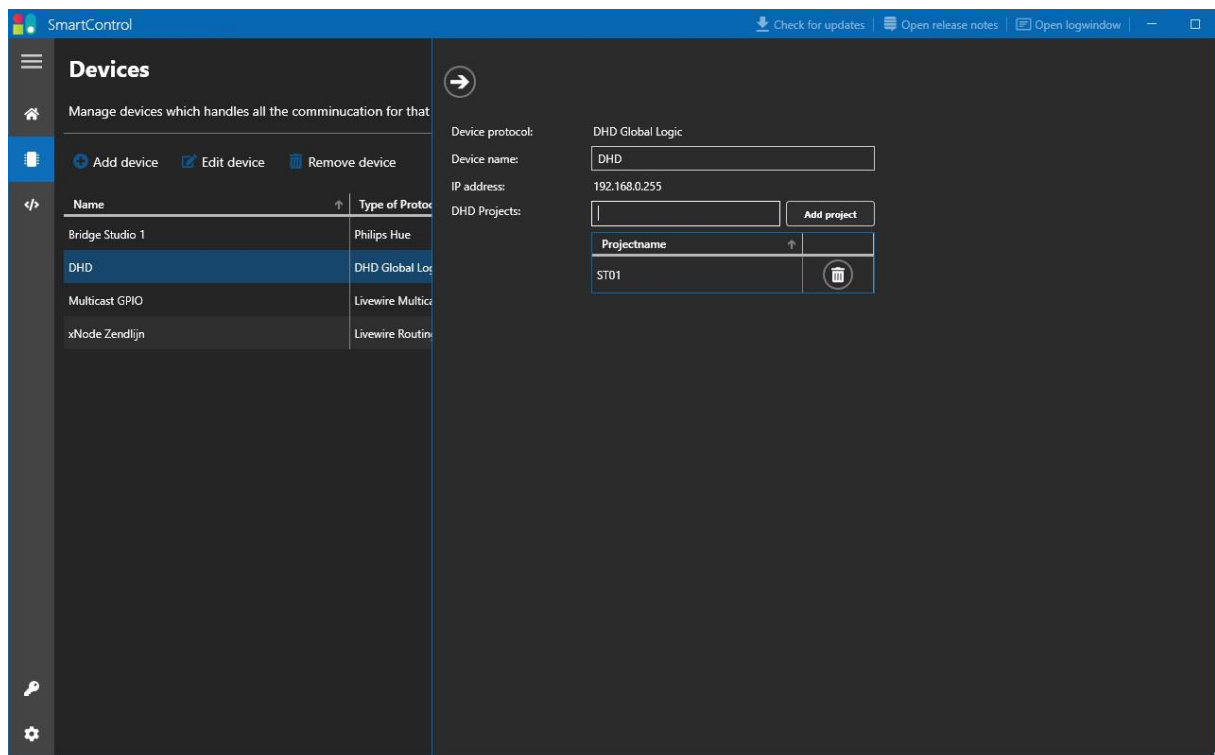 SmartControl
Check for updates
Open release notes
Open logwindow
Devices
Manage devices which handles all the comminucation for that
Add device
Edit device
Remove device
Name
Type of Protoc
Bridge Studio 1
Philips Hue
DHD
DHD Global Log
Multicast GPIO
Livewire Multica
xNode Zendlijn
Livewire Routin
Device protocol:
DHD Global Logic
Device name:
DHD
IP address:
192.168.0.255
DHD Projects:
Add project
Projectname
ST01